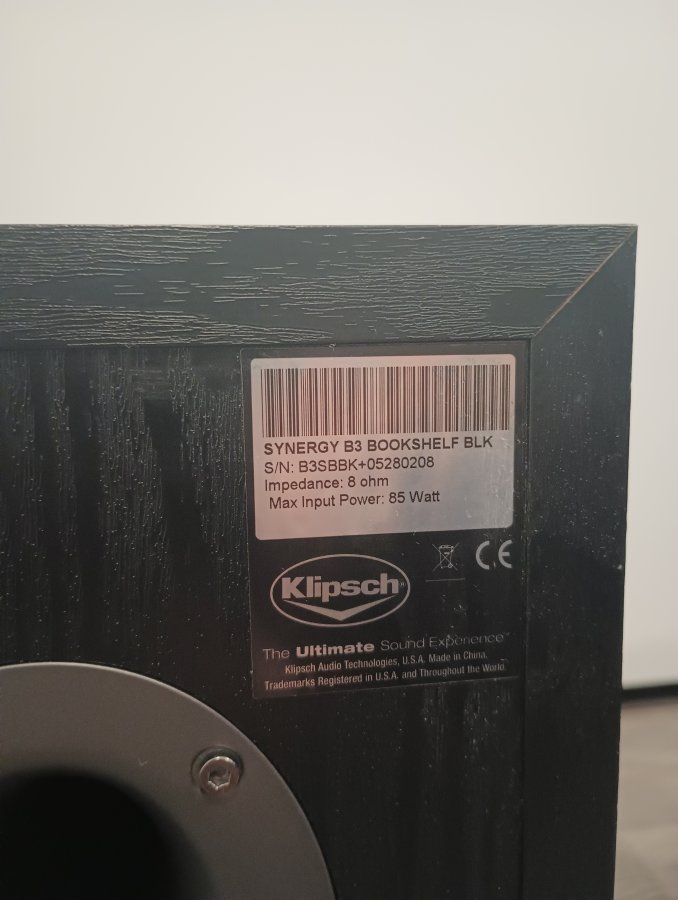 SYNERGY B3 BOOKSHELF BLK
S/N: B3SBBK+05280208
Impedance: 8 ohm
Max Input Power: 85 Watt
CE
Klipsch®
The Ultimate Sound Experience™
Klipsch Audio Technologies, U.S.A. Made in China.
Trademarks Registered in U.S.A. and Throughout the World